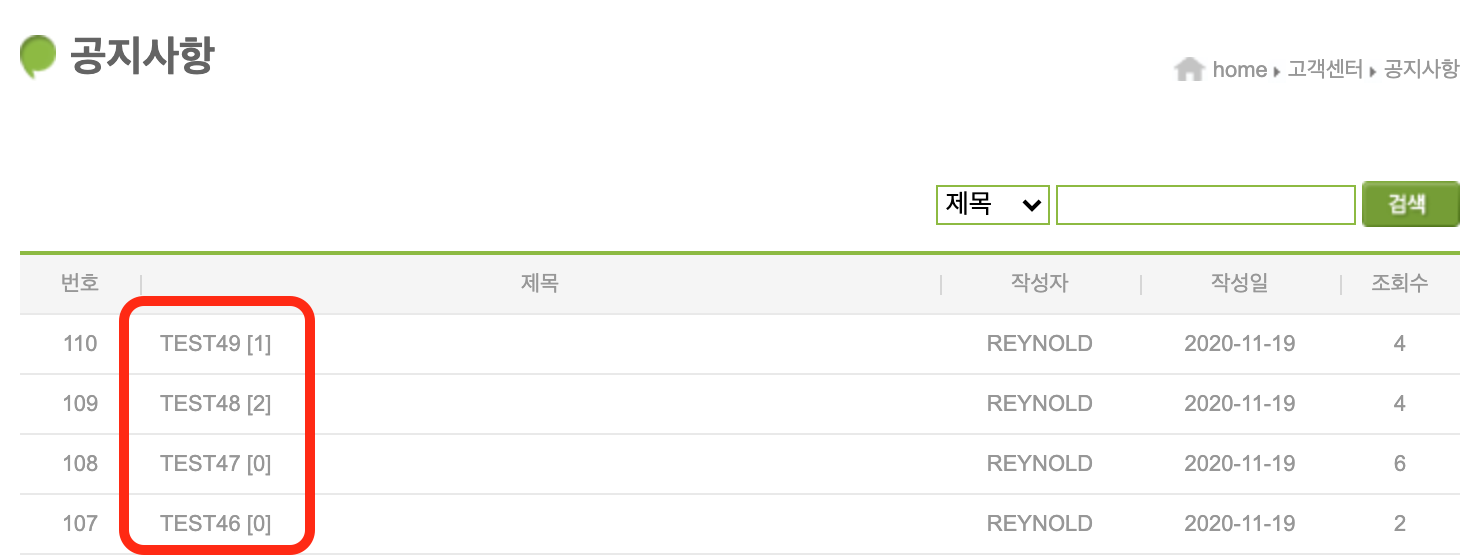 공지사항
home 고객센터 공지사항
제목 검색
번호 제목 작성자 작성일 조회수
110 TEST49 [1] REYNOLD 2020-11-19 4
109 TEST48 [2] REYNOLD 2020-11-19 4
108 TEST47 [0] REYNOLD 2020-11-19 6
107 TEST46 [0] REYNOLD 2020-11-19 2